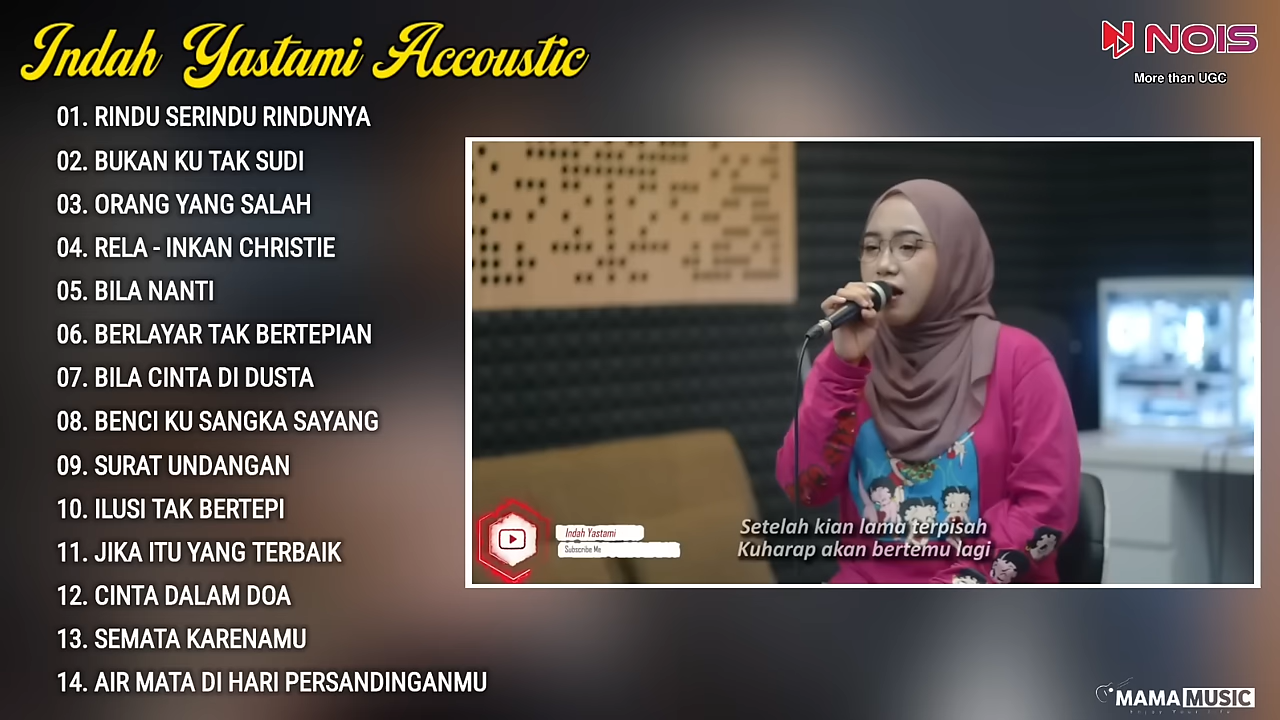 Indah Yastami Accoustic
NOIS
More than UGC
01. RINDU SERINDU RINDUNYA
02. BUKAN KU TAK SUDI
03. ORANG YANG SALAH
04. RELA - INKAN CHRISTIE
05. BILA NANTI
06. BERLAYAR TAK BERTEPIAN
07. BILA CINTA DI DUSTA
08. BENCI KU SANGKA SAYANG
09. SURAT UNDANGAN
10. ILUSI TAK BERTEPI
11. JIKA ITU YANG TERBAIK
12. CINTA DALAM DOA
13. SEMATA KARENAMU
14. AIR MATA DI HARI PERSANDINGANMU
Indah Yastami
Subscribe Me
Setelah kian lama terpisah
Kuharap akan bertemu lagi
MAMA MUSIC
Enjoy Your Life